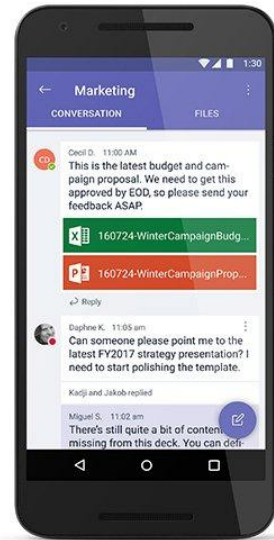 1:30
Marketing
CONVERSATION FILES
CD
Cecil D. 11:00 AM
This is the latest budget and cam-
paign proposal. We need to get this
approved by EOD, so please send your
feedback ASAP.
X 160724-WinterCampaignBudg...
P 160724-WinterCampaignProp...
Reply
Daphne K. 11:05 am
Can someone please point me to the
latest FY2017 strategy presentation? I
need to start polishing the template.
Kadji and Jakob replied
Miguel S. 11:02 am
There's still quite a bit of content
missing from this deck. You can defi-